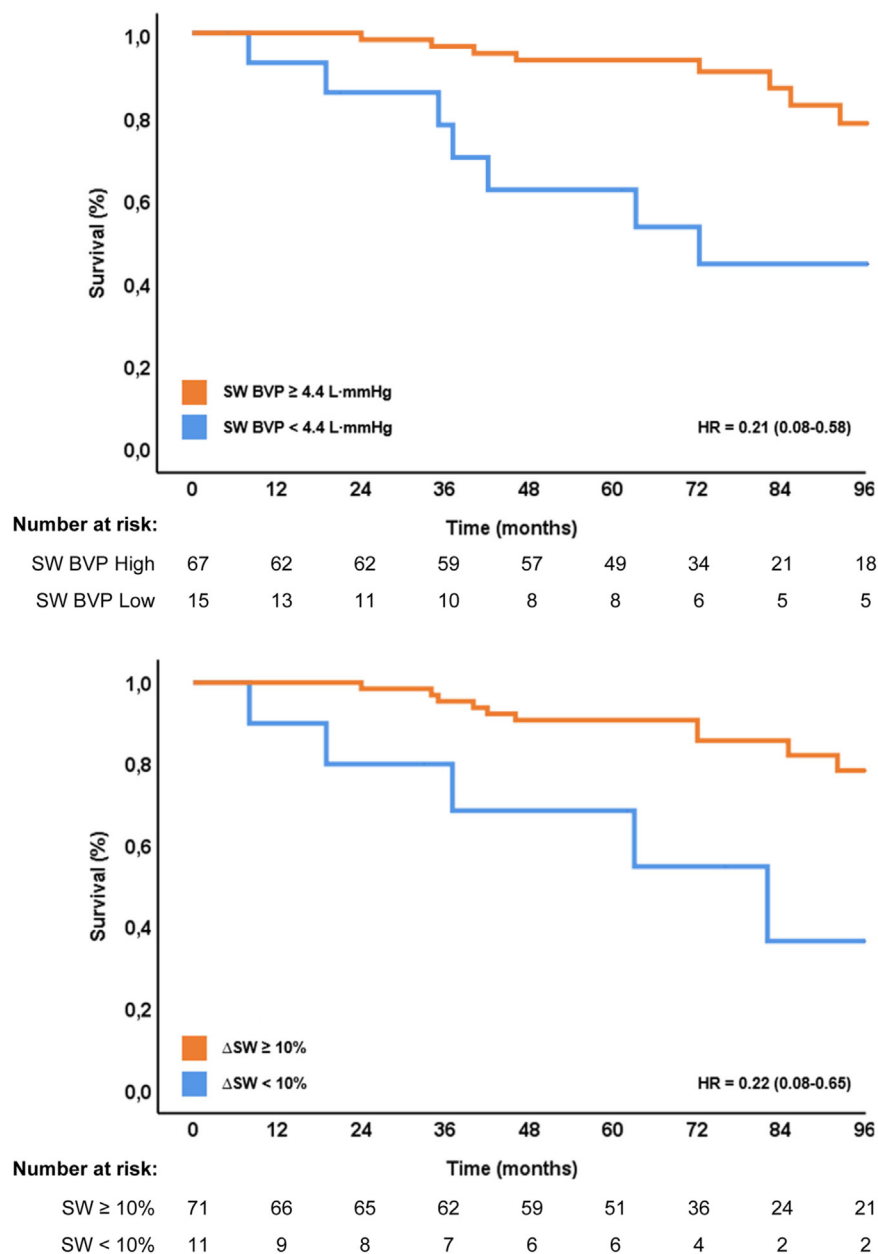 1,0
0,8
0,6
0,4
0,2
0,0
Survival (%)
SW BVP ≥ 4.4 L·mmHg
SW BVP < 4.4 L·mmHg
HR = 0.21 (0.08-0.58)
0 12 24 36 48 60 72 84 96
Number at risk: Time (months)
SW BVP High 67 62 62 59 57 49 34 21 18
SW BVP Low 15 13 11 10 8 8 6 5 5
1,0
0,8
0,6
0,4
0,2
0,0
Survival (%)
ΔSW ≥ 10%
ΔSW < 10%
HR = 0.22 (0.08-0.65)
0 12 24 36 48 60 72 84 96
Number at risk: Time (months)
SW ≥ 10% 71 66 65 62 59 51 36 24 21
SW < 10% 11 9 8 7 6 6 4 2 2